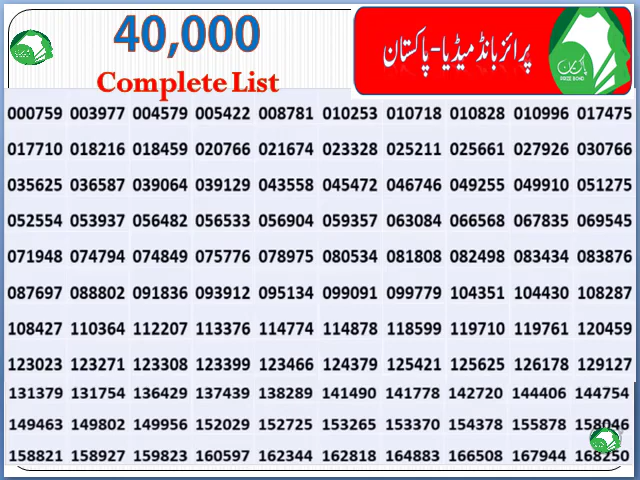 40,000
پرائز بانڈ میڈیا-پاکستان
Complete List
PRIZE BOND
000759 003977 004579 005422 008781 010253 010718 010828 010996 017475
017710 018216 018459 020766 021674 023328 025211 025661 027926 030766
035625 036587 039064 039129 043558 045472 046746 049255 049910 051275
052554 053937 056482 056533 056904 059357 063084 066568 067835 069545
071948 074794 074849 075776 078975 080534 081808 082498 083434 083876
087697 088802 091836 093912 095134 099091 099779 104351 104430 108287
108427 110364 112207 113376 114774 114878 118599 119710 119761 120459
123023 123271 123308 123399 123466 124379 125421 125625 126178 129127
131379 131754 136429 137439 138289 141490 141778 142720 144406 144754
149463 149802 149956 152029 152725 153265 153370 154378 155878 158046
158821 158927 159823 160597 162344 162818 164883 166508 167944 168250